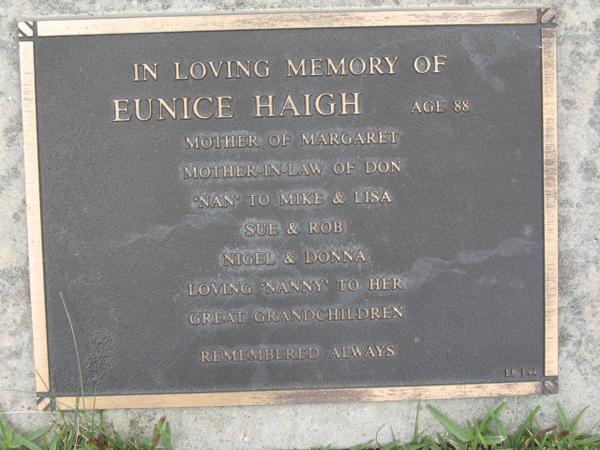 IN LOVING MEMORY OF
EUNICE HAIGH AGE 88
MOTHER OF MARGARET
MOTHER-IN-LAW OF DON
'NAN' TO MIKE & LISA
SUE & ROB
NIGEL & DONNA
LOVING 'NANNY' TO HER
GREAT GRANDCHILDREN
REMEMBERED ALWAYS